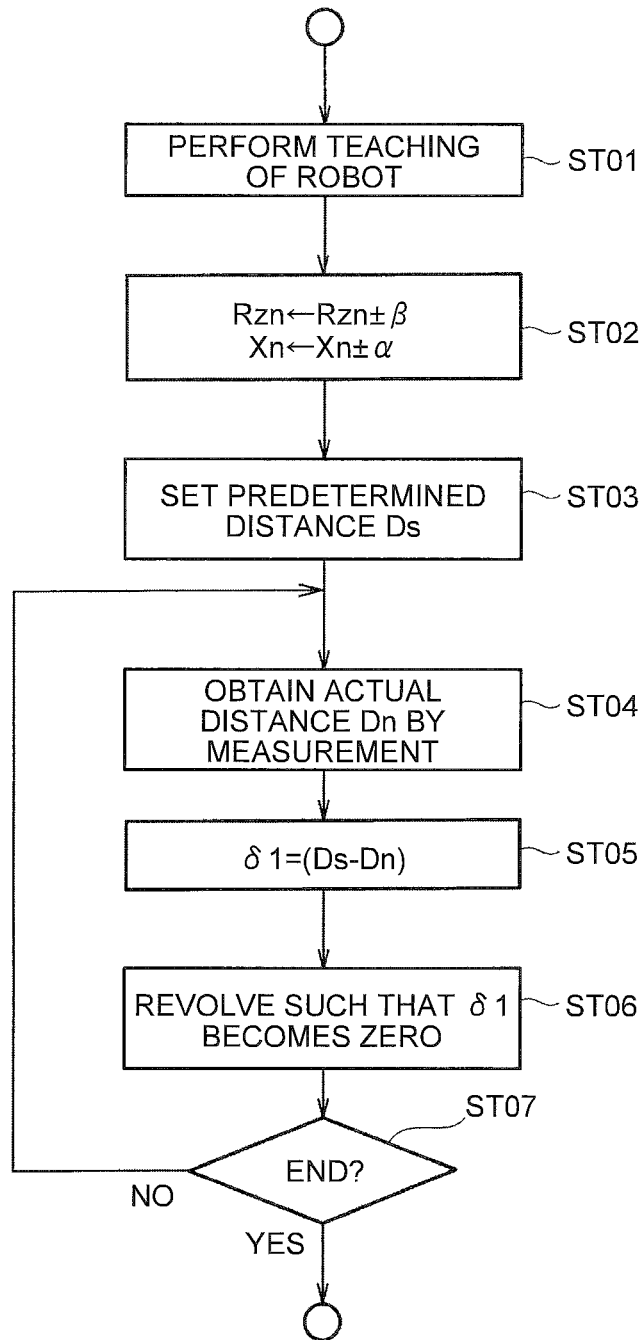 PERFORM TEACHING
OF ROBOT
ST01
Rzn←Rzn±β
Xn←Xn±α
ST02
SET PREDETERMINED
DISTANCE Ds
ST03
OBTAIN ACTUAL
DISTANCE Dn BY
MEASUREMENT
ST04
δ1=(Ds-Dn)
ST05
REVOLVE SUCH THAT δ1
BECOMES ZERO
ST06
ST07
END?
NO
YES